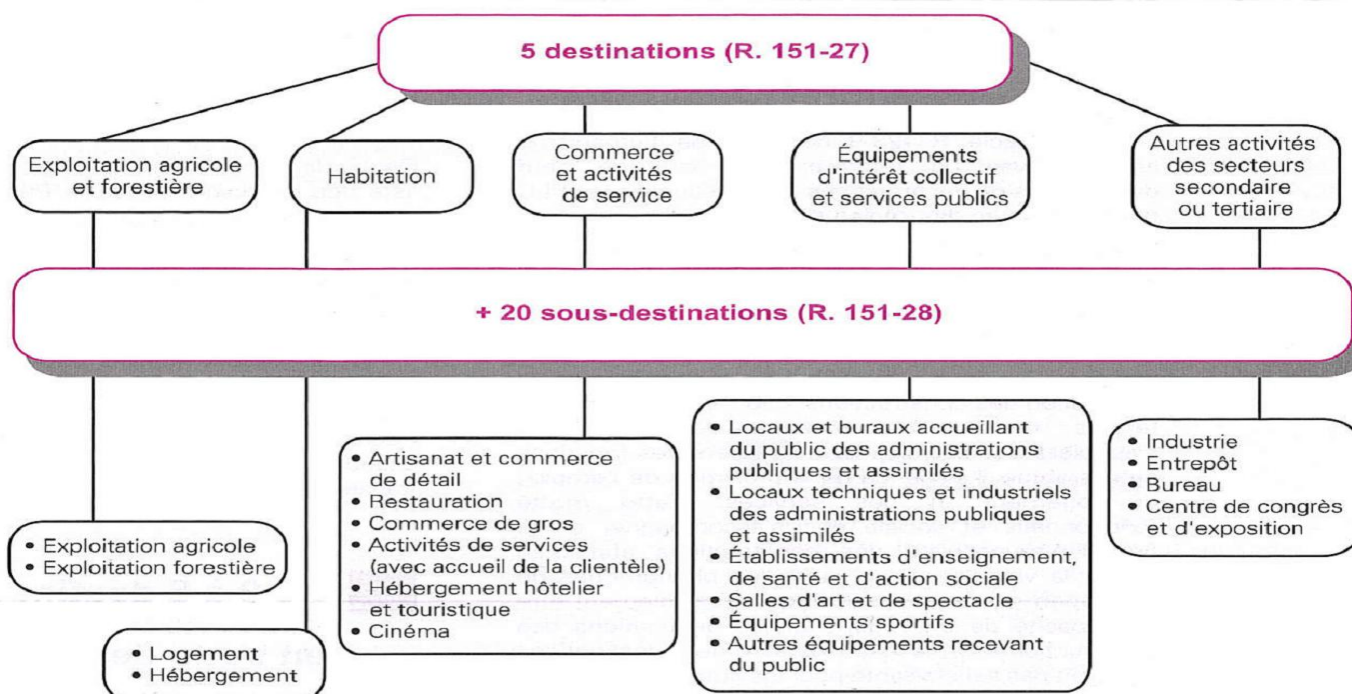 5 destinations (R. 151-27)
Exploitation agricole
et forestière
Habitation
Commerce
et activités
de service
Équipements
d'intérêt collectif
et services publics
Autres activités
des secteurs
secondaire
ou tertiaire
+ 20 sous-destinations (R. 151-28)
• Exploitation agricole
• Exploitation forestière
• Logement
• Hébergement
• Artisanat et commerce
de détail
• Restauration
• Commerce de gros
• Activités de services
(avec accueil de la clientèle)
• Hébergement hôtelier
et touristique
• Cinéma
• Locaux et buraux accueillant
du public des administrations
publiques et assimilés
• Locaux techniques et industriels
des administrations publiques
et assimilés
• Établissements d'enseignement,
de santé et d'action sociale
• Salles d'art et de spectacle
• Équipements sportifs
• Autres équipements recevant
du public
• Industrie
• Entrepôt
• Bureau
• Centre de congrès
et d'exposition